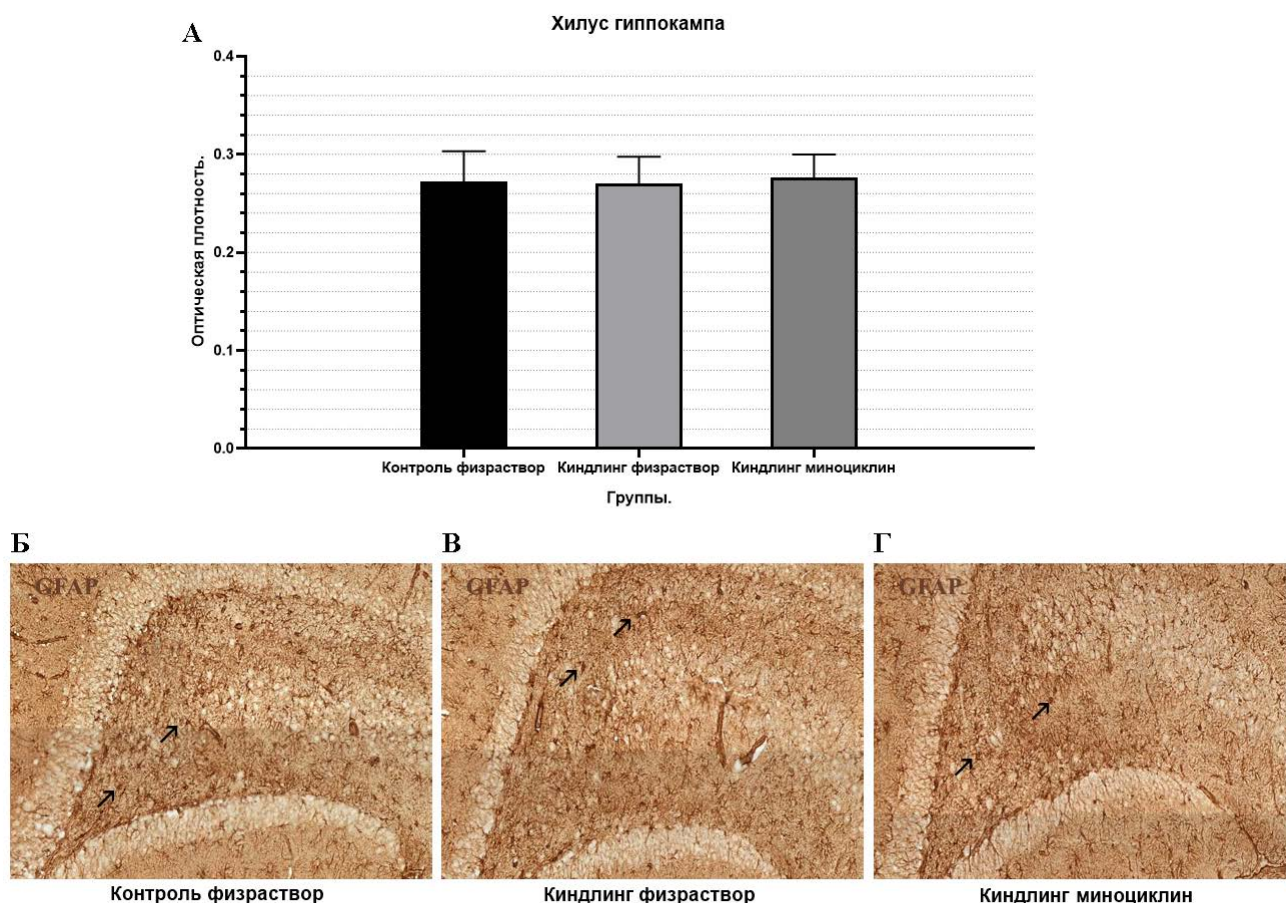 Хилус гиппокампа
А
0.4
0.3
0.2
0.1
0.0
Оптическая плотность.
Контроль физраствор Киндлинг физраствор Киндлинг миноциклин
Группы.
Б В Г
GFAP GFAP GFAP
Контроль физраствор Киндлинг физраствор Киндлинг миноциклин